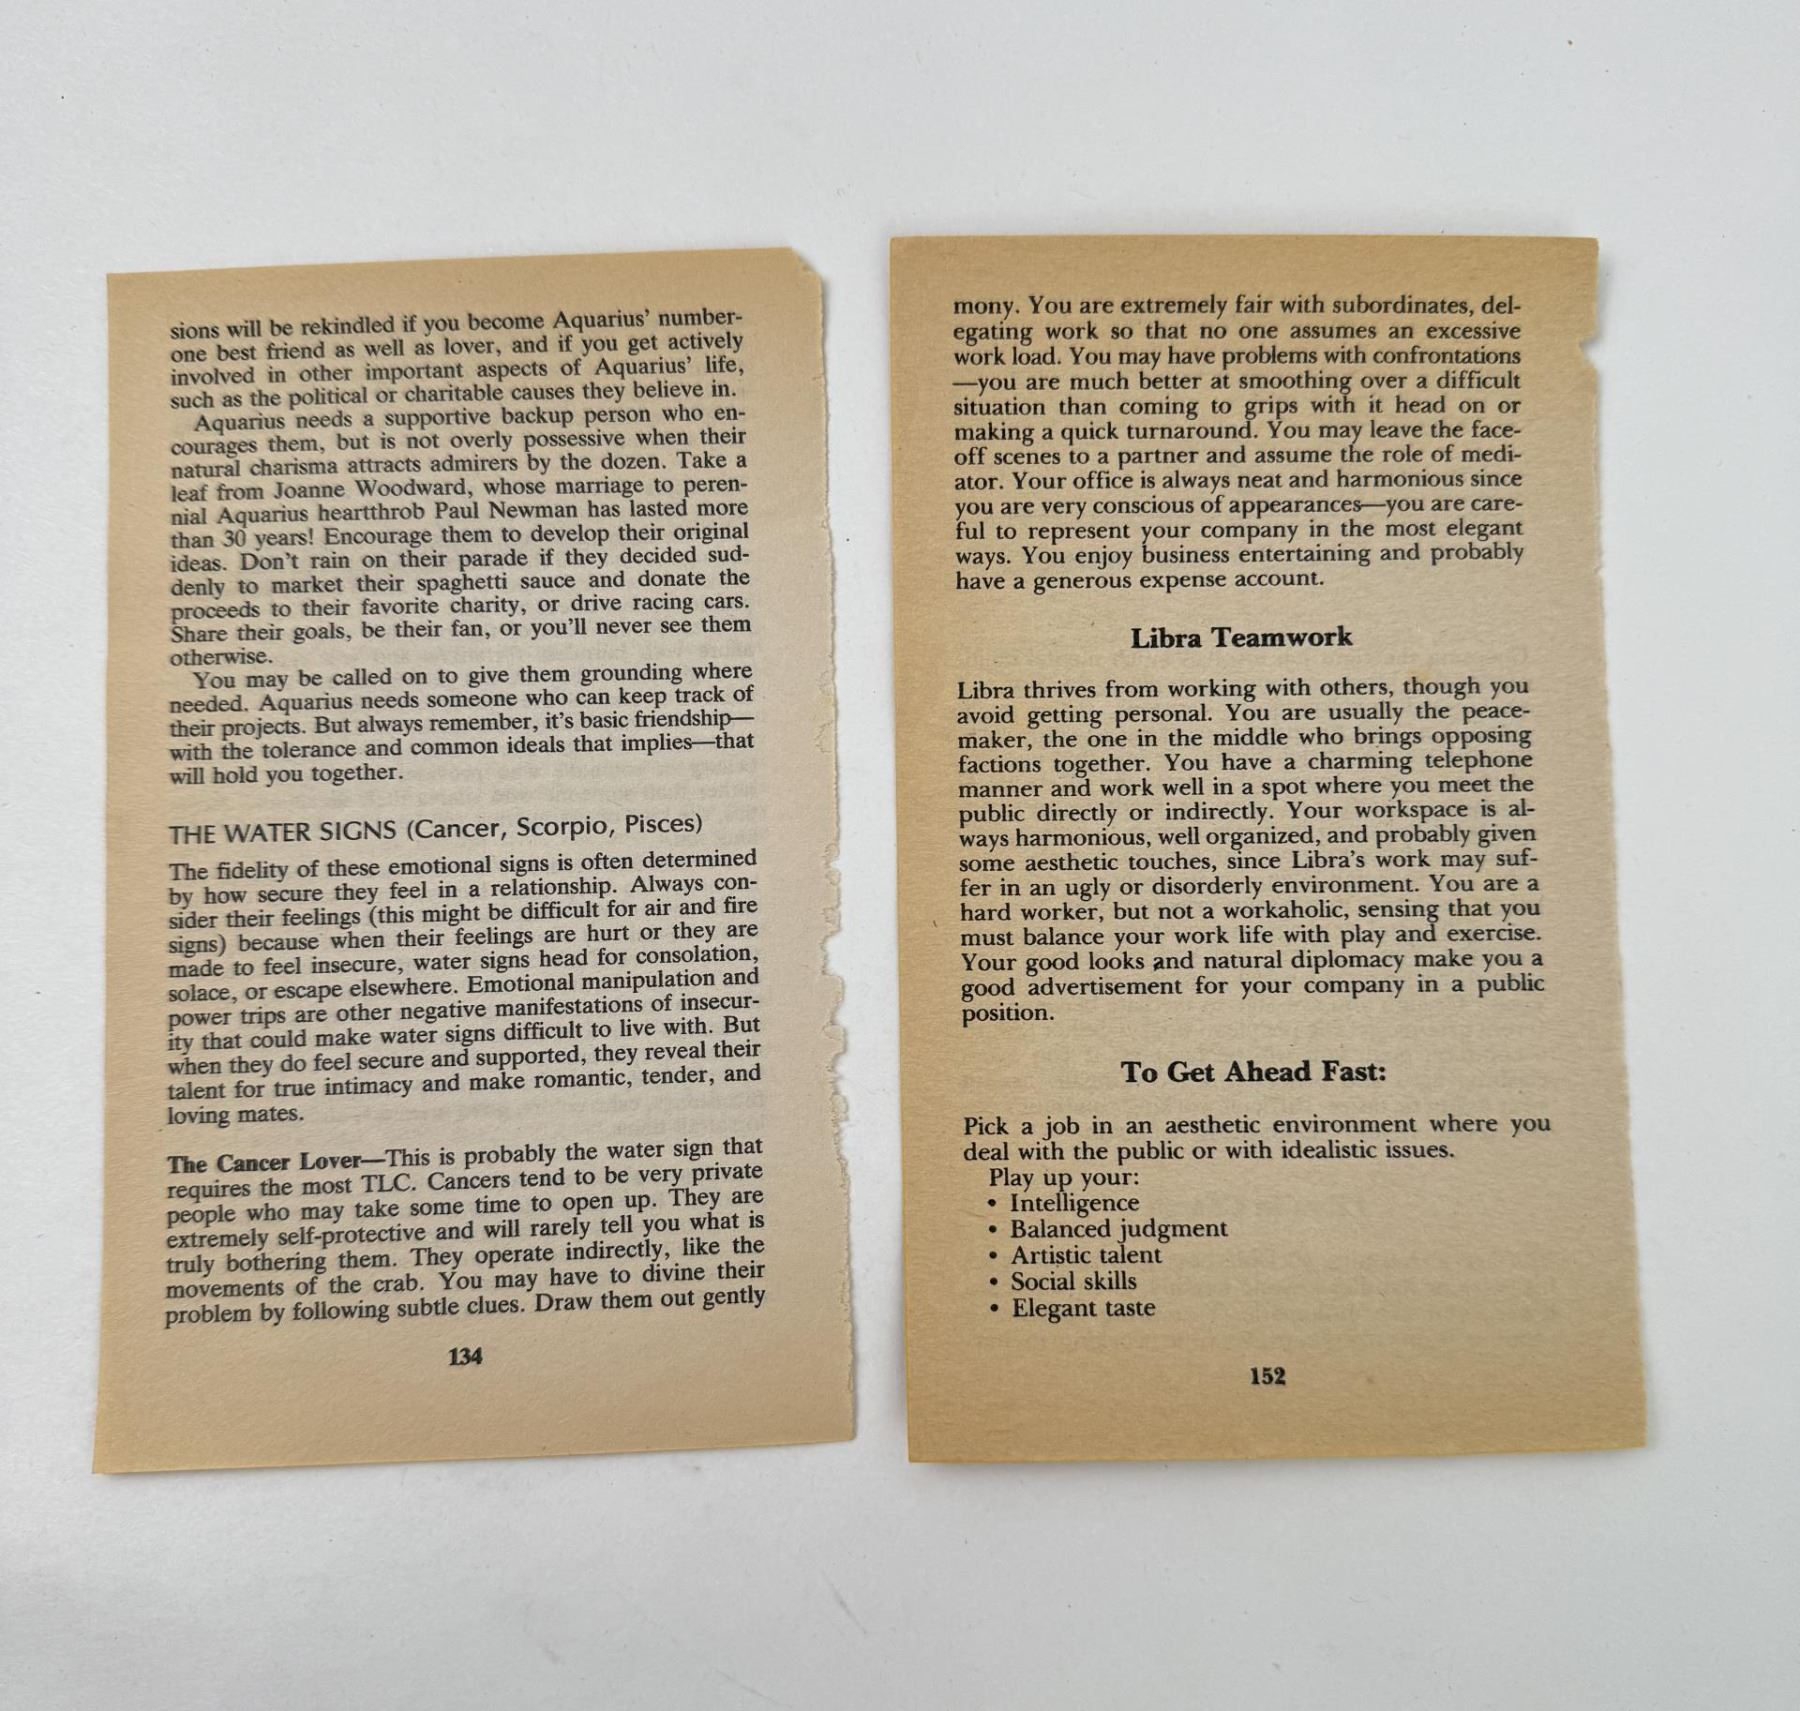 sions will be rekindled if you become Aquarius' number-
one best friend as well as lover, and if you get actively
involved in other important aspects of Aquarius' life,
such as the political or charitable causes they believe in.
Aquarius needs a supportive backup person who en-
courages them, but is not overly possessive when their
natural charisma attracts admirers by the dozen. Take a
leaf from Joanne Woodward, whose marriage to peren-
nial Aquarius heartthrob Paul Newman has lasted more
than 30 years! Encourage them to develop their original
ideas. Don't rain on their parade if they decided sud-
denly to market their spaghetti sauce and donate the
proceeds to their favorite charity, or drive racing cars.
Share their goals, be their fan, or you'll never see them
otherwise.
You may be called on to give them grounding where
needed. Aquarius needs someone who can keep track of
their projects. But always remember, it's basic friendship—
with the tolerance and common ideals that implies—that
will hold you together.
THE WATER SIGNS (Cancer, Scorpio, Pisces)
The fidelity of these emotional signs is often determined
by how secure they feel in a relationship. Always con-
sider their feelings (this might be difficult for air and fire
signs) because when their feelings are hurt or they are
made to feel insecure, water signs head for consolation,
solace, or escape elsewhere. Emotional manipulation and
power trips are other negative manifestations of insecur-
ity that could make water signs difficult to live with. But
when they do feel secure and supported, they reveal their
talent for true intimacy and make romantic, tender, and
loving mates.
The Cancer Lover—This is probably the water sign that
requires the most TLC. Cancers tend to be very private
people who may take some time to open up. They are
extremely self-protective and will rarely tell you what is
truly bothering them. They operate indirectly, like the
movements of the crab. You may have to divine their
problem by following subtle clues. Draw them out gently
134
mony. You are extremely fair with subordinates, del-
egating work so that no one assumes an excessive
work load. You may have problems with confrontations
—you are much better at smoothing over a difficult
situation than coming to grips with it head on or
making a quick turnaround. You may leave the face-
off scenes to a partner and assume the role of medi-
ator. Your office is always neat and harmonious since
you are very conscious of appearances—you are care-
ful to represent your company in the most elegant
ways. You enjoy business entertaining and probably
have a generous expense account.
Libra Teamwork
Libra thrives from working with others, though you
avoid getting personal. You are usually the peace-
maker, the one in the middle who brings opposing
factions together. You have a charming telephone
manner and work well in a spot where you meet the
public directly or indirectly. Your workspace is al-
ways harmonious, well organized, and probably given
some aesthetic touches, since Libra's work may suf-
fer in an ugly or disorderly environment. You are a
hard worker, but not a workaholic, sensing that you
must balance your work life with play and exercise.
Your good looks and natural diplomacy make you a
good advertisement for your company in a public
position.
To Get Ahead Fast:
Pick a job in an aesthetic environment where you
deal with the public or with idealistic issues.
Play up your:
• Intelligence
• Balanced judgment
• Artistic talent
• Social skills
• Elegant taste
152